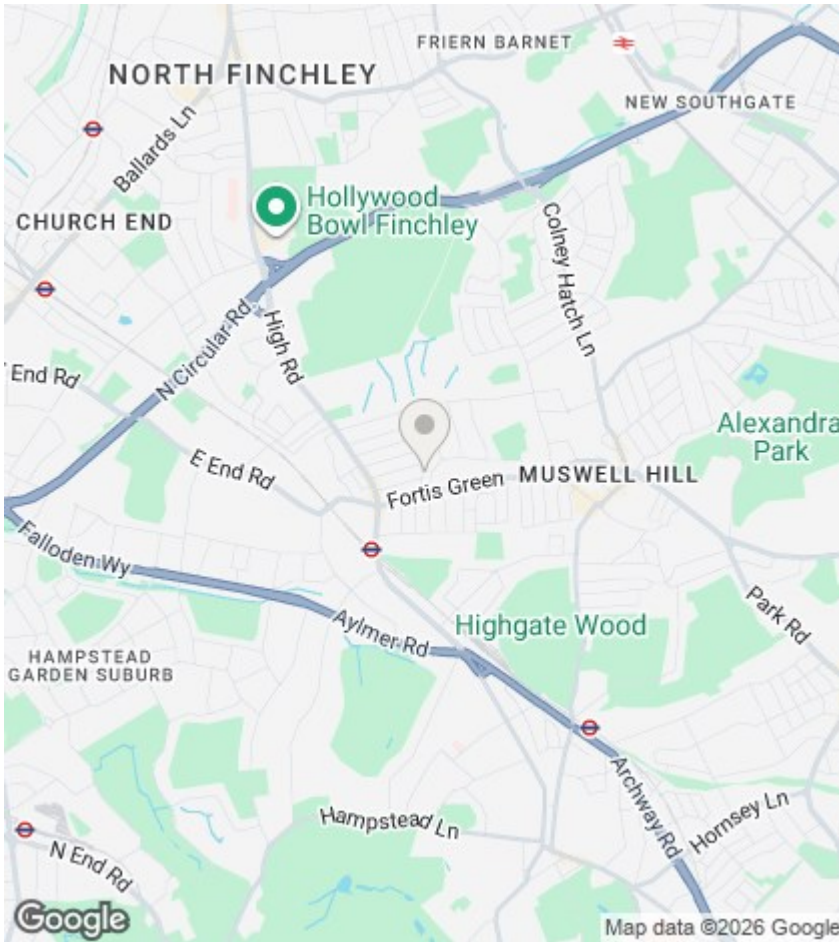 FRIERN BARNET
NORTH FINCHLEY
NEW SOUTHGATE
Ballards Ln
Hollywood
Bowl Finchley
CHURCH END
Colney Hatch Ln
N Circular Rd
High Rd
End Rd
Alexandra
Park
E End Rd
Fortis Green
MUSWELL HILL
Falloden Wy
Aylmer Rd
Highgate Wood
Park Rd
HAMPSTEAD
GARDEN SUBURB
Archway Rd
Hampstead Ln
Hornsey Ln
N End Rd
Google
Map data ©2026 Google